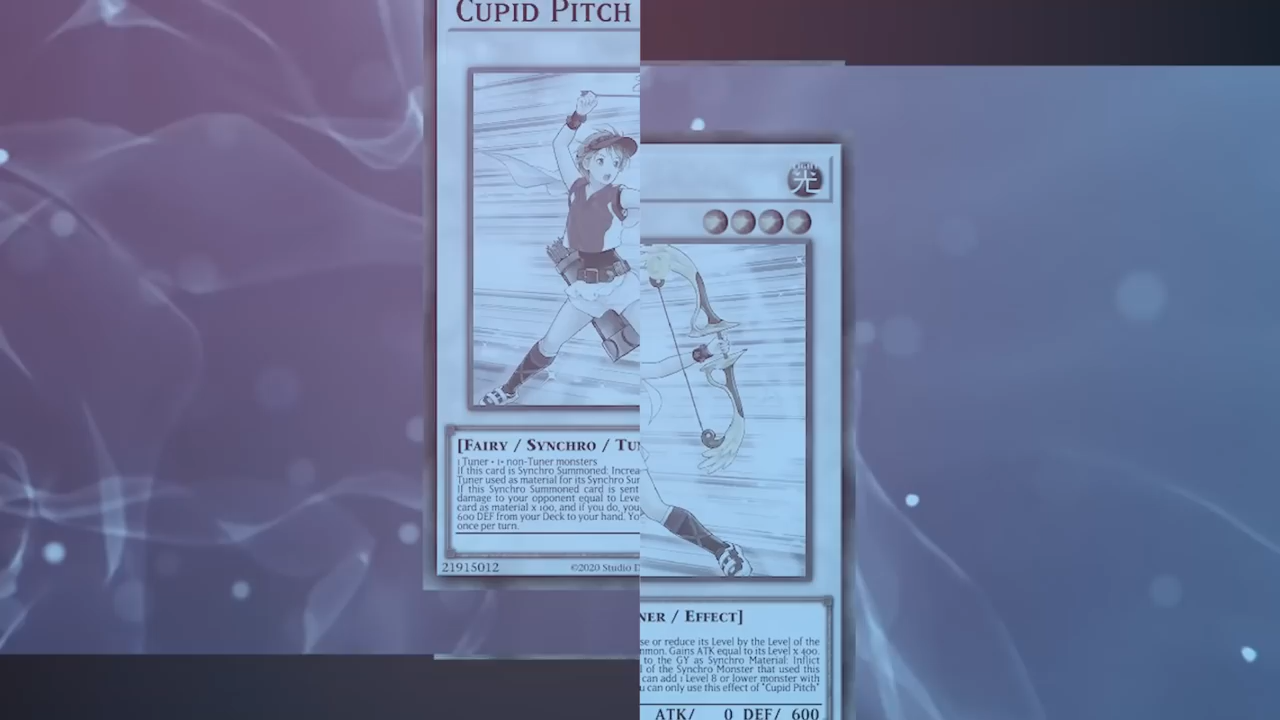 CUPID PITCH
[FAIRY / SYNCHRO / TU
1 Tuner + 1+ non-Tuner monsters
If this card is Synchro Summoned: Increa
Tuner used as material for its Synchro Sum
If this Synchro Summoned card is sent
damage to your opponent equal to Leve
card as material x 100, and if you do, you
600 DEF from your Deck to your hand. Yo
once per turn.
21915012
©2020 Studio D
LIGHT
光
NER / EFFECT]
se or reduce its Level by the Level of the
mmon. Gains ATK equal to its Level x 400.
to the GY as Synchro Material: Inflict
l of the Synchro Monster that used this
can add 1 Level 8 or lower monster with
u can only use this effect of "Cupid Pitch"
ATK/ 0 DEF/ 600